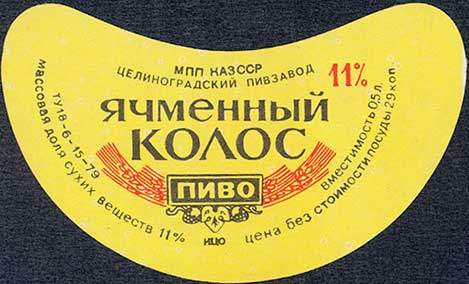 МПП КАЗССР
ЦЕЛИНОГРАДСКИЙ ПИВЗАВОД
11%
ЯЧМЕННЫЙ
КОЛОС
ПИВО
ТУ18-6-15-79
массовая доля сухих веществ 11%
ИЦО
цена без стоимости посуды 29 коп.
вместимость 0,5 л.